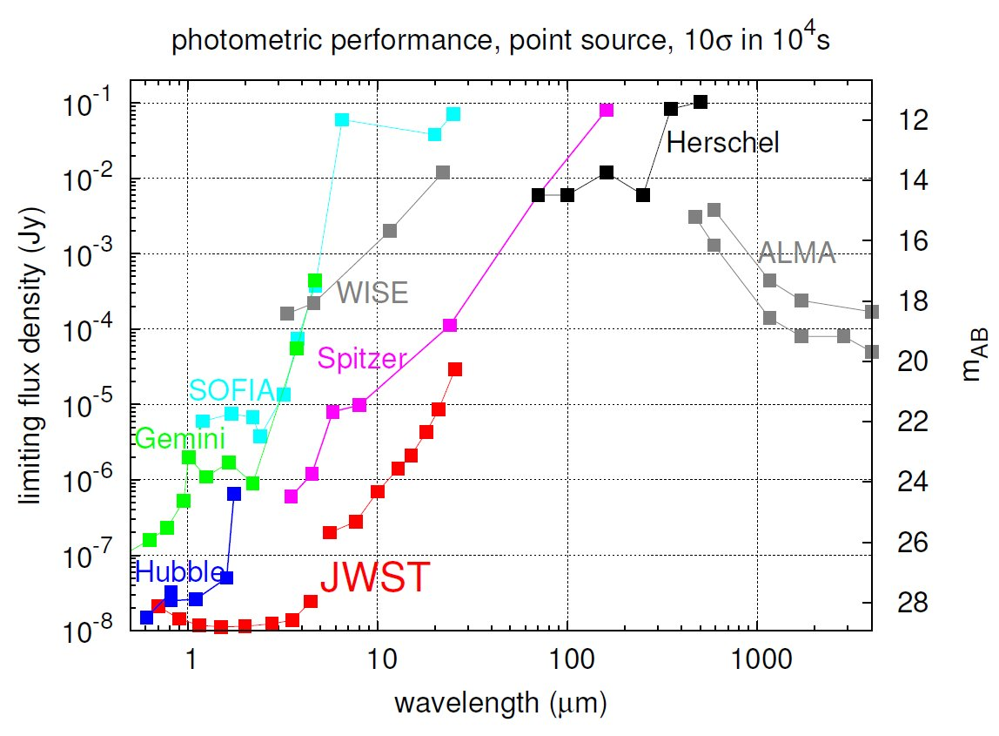 photometric performance, point source, 10σ in 10⁴s
limiting flux density (Jy)
10⁻¹
10⁻²
10⁻³
10⁻⁴
10⁻⁵
10⁻⁶
10⁻⁷
10⁻⁸
Herschel
ALMA
WISE
Spitzer
SOFIA
Gemini
Hubble
JWST
12
14
16
18
20
22
24
26
28
m_AB
1 10 100 1000
wavelength (μm)